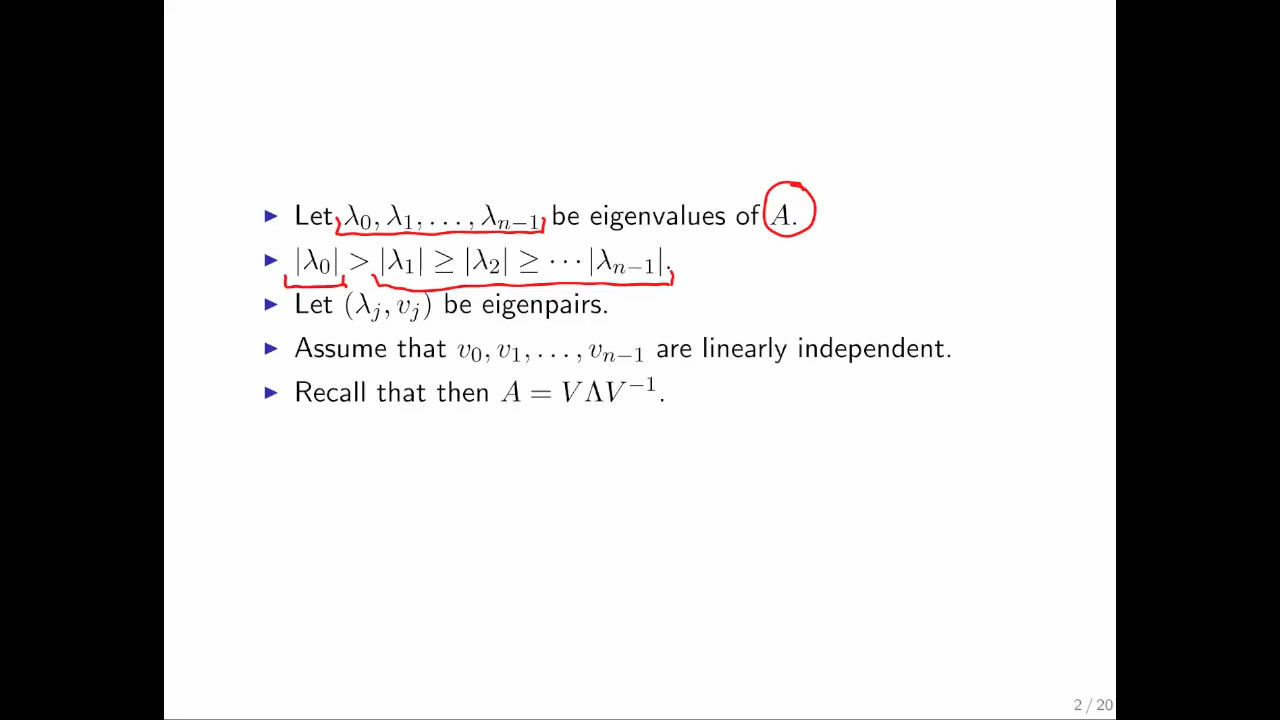 ▶ Let λ₀, λ₁, . . . , λₙ₋₁ be eigenvalues of A.
▶ |λ₀| > |λ₁| ≥ |λ₂| ≥ ··· |λₙ₋₁|.
▶ Let (λⱼ, vⱼ) be eigenpairs.
▶ Assume that v₀, v₁, . . . , vₙ₋₁ are linearly independent.
▶ Recall that then A = VΛV⁻¹.
2 / 20